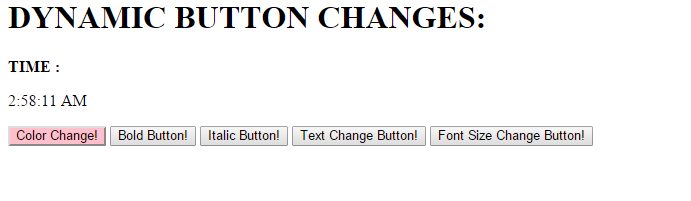 DYNAMIC BUTTON CHANGES:
TIME :
2:58:11 AM
Color Change! Bold Button! Italic Button! Text Change Button! Font Size Change Button!